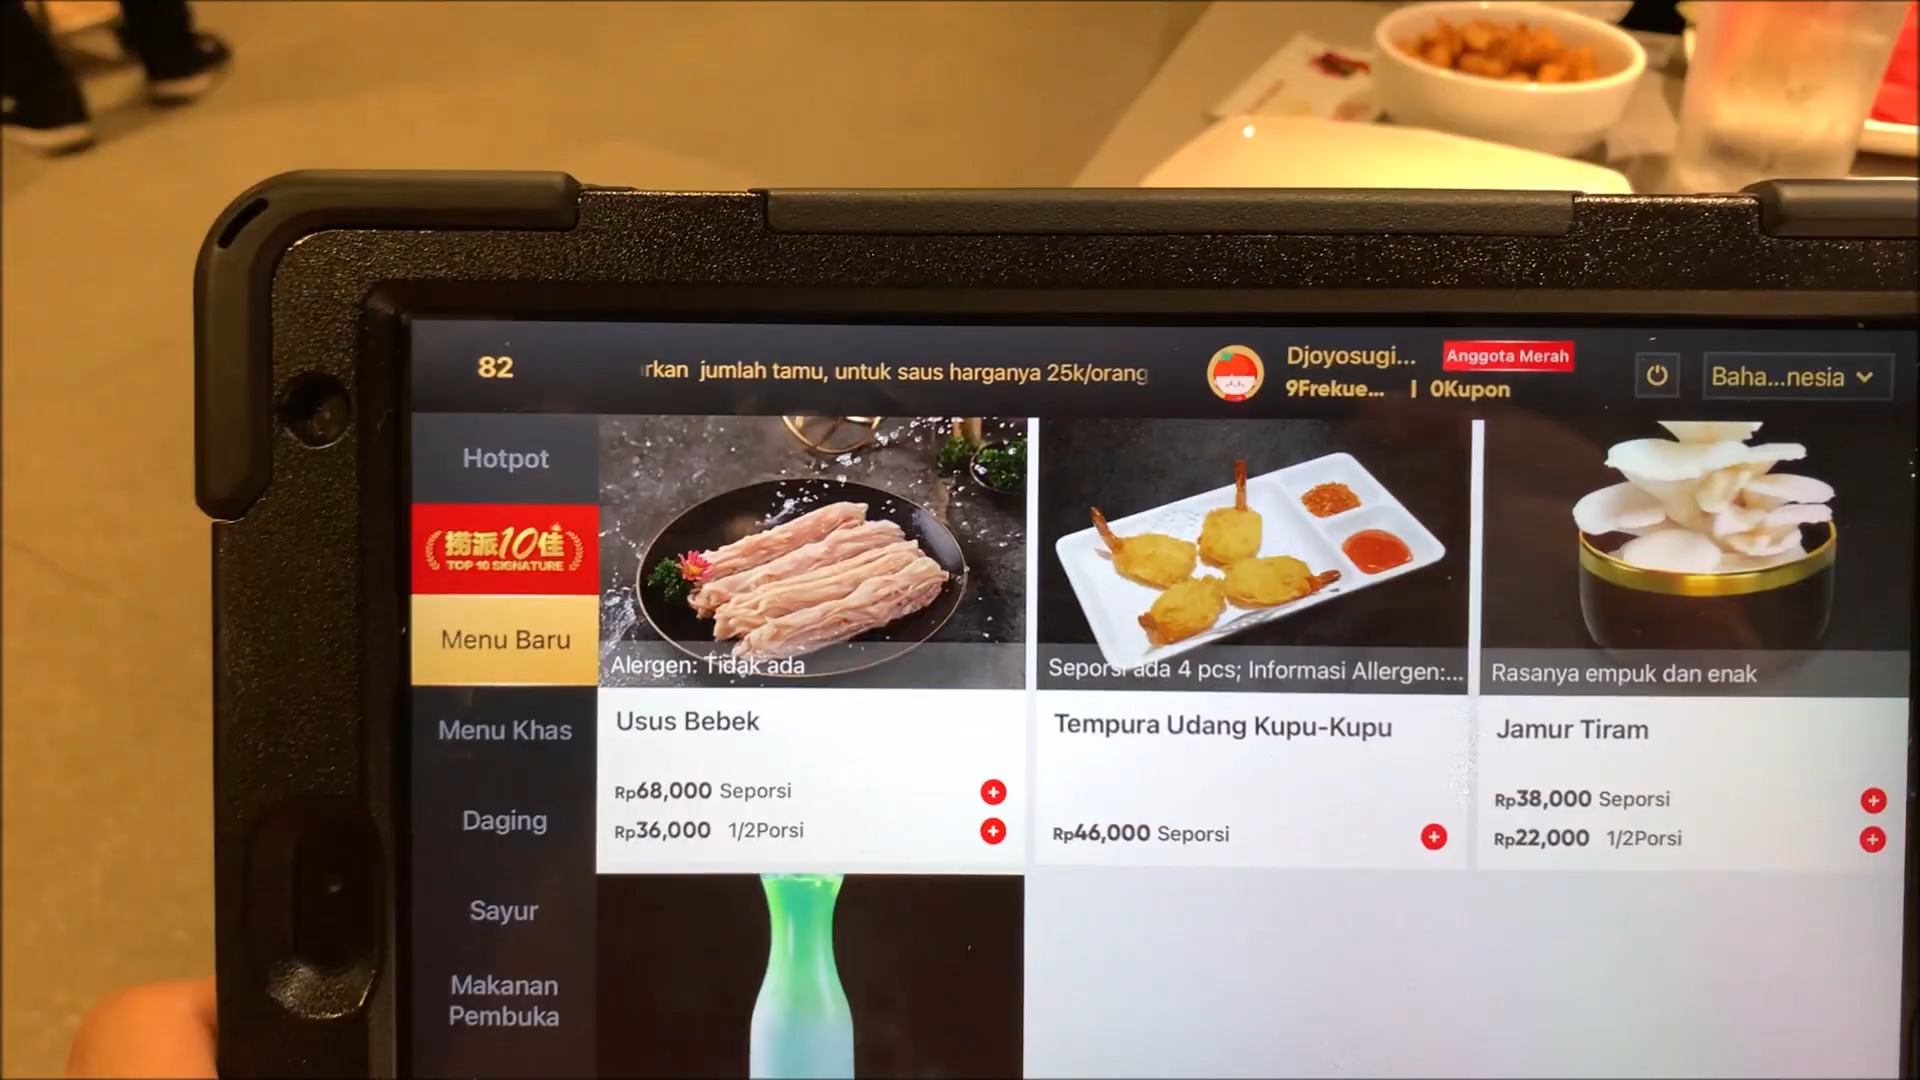 82
rkan jumlah tamu, untuk saus harganya 25k/orang
Djoyosugi...
Anggota Merah
9Frekue... | 0Kupon
Baha...nesia
Hotpot
捞派10佳
TOP 10 SIGNATURE
Menu Baru
Menu Khas
Daging
Sayur
Makanan
Pembuka
Alergen: Tidak ada
Usus Bebek
Rp68,000 Seporsi
Rp36,000 1/2Porsi
Seporsi ada 4 pcs; Informasi Allergen:...
Tempura Udang Kupu-Kupu
Rp46,000 Seporsi
Rasanya empuk dan enak
Jamur Tiram
Rp38,000 Seporsi
Rp22,000 1/2Porsi